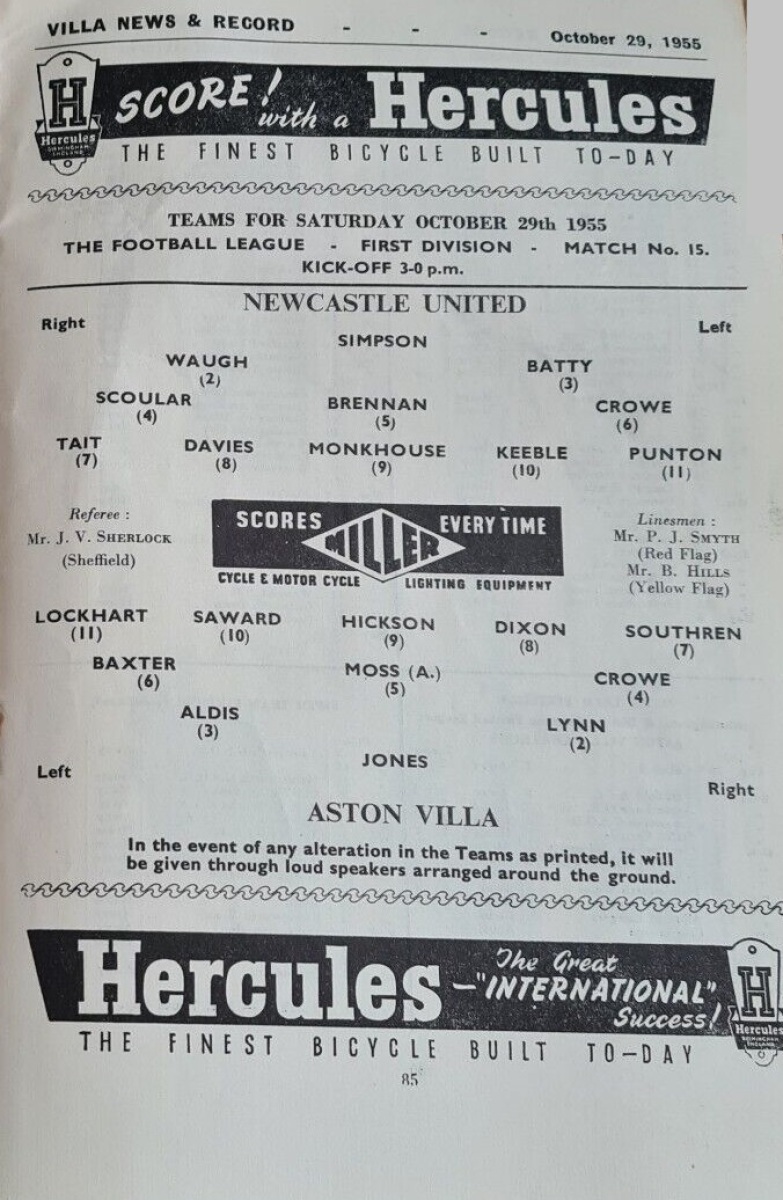 VILLA NEWS & RECORD - - - October 29, 1955
H
Hercules
BIRMINGHAM
ENGLAND
SCORE! with a Hercules
THE FINEST BICYCLE BUILT TO-DAY
TEAMS FOR SATURDAY OCTOBER 29th 1955
THE FOOTBALL LEAGUE - FIRST DIVISION - MATCH No. 15.
KICK-OFF 3-0 p.m.
NEWCASTLE UNITED
Right Left
SIMPSON
WAUGH BATTY
(2) (3)
SCOULAR BRENNAN CROWE
(4) (5) (6)
TAIT DAVIES MONKHOUSE KEEBLE PUNTON
(7) (8) (9) (10) (11)
Referee :
Mr. J. V. SHERLOCK
(Sheffield)
SCORES MILLER EVERY TIME
CYCLE & MOTOR CYCLE LIGHTING EQUIPMENT
Linesmen :
Mr. P. J. SMYTH
(Red Flag)
Mr. B. HILLS
(Yellow Flag)
LOCKHART SAWARD HICKSON DIXON SOUTHREN
(11) (10) (9) (8) (7)
BAXTER MOSS (A.) CROWE
(6) (5) (4)
ALDIS LYNN
(3) (2)
JONES
Left Right
ASTON VILLA
In the event of any alteration in the Teams as printed, it will
be given through loud speakers arranged around the ground.
Hercules - The Great
"INTERNATIONAL"
Success!
H
Hercules
BIRMINGHAM
ENGLAND
THE FINEST BICYCLE BUILT TO-DAY
85